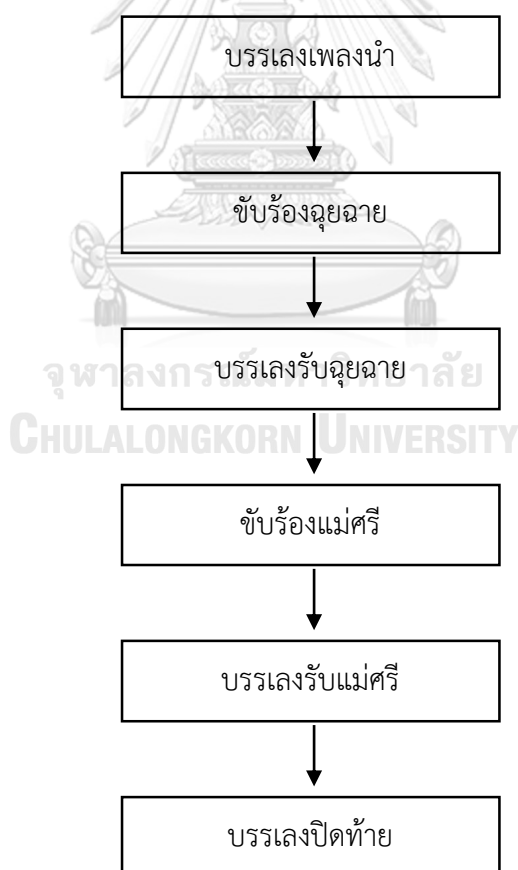 บรรเลงเพลงนำ
ขับร้องฉุยฉาย
บรรเลงรับฉุยฉาย
จุฬาลงกรณ์มหาวิทยาลัย
CHULALONGKORN UNIVERSITY
ขับร้องแม่ศรี
บรรเลงรับแม่ศรี
บรรเลงปิดท้าย